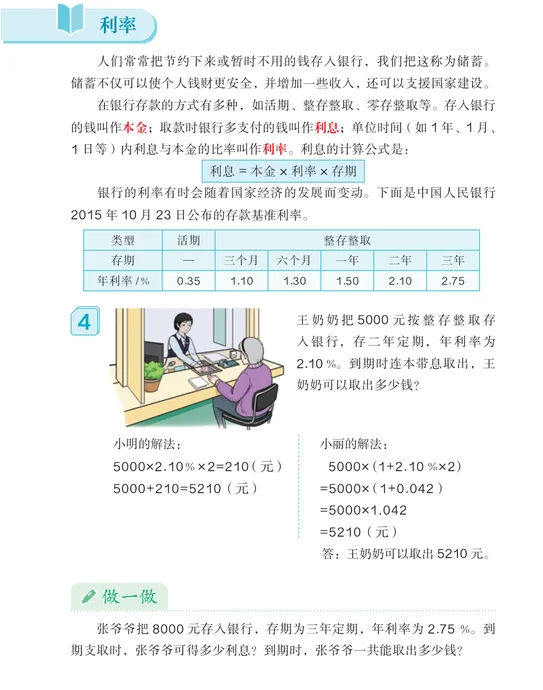 利率
人们常常把节约下来或暂时不用的钱存入银行，我们把这称为储蓄。
储蓄不仅可以使个人钱财更安全，并增加一些收入，还可以支援国家建设。
在银行存款的方式有多种，如活期、整存整取、零存整取等。存入银行
的钱叫作本金；取款时银行多支付的钱叫作利息；单位时间（如 1 年、1 月、
1 日等）内利息与本金的比率叫作利率。利息的计算公式是：
利息 = 本金 × 利率 × 存期
银行的利率有时会随着国家经济的发展而变动。下面是中国人民银行
2015 年 10 月 23 日公布的存款基准利率。
类型 活期 整存整取
存期 — 三个月 六个月 一年 二年 三年
年利率 /% 0.35 1.10 1.30 1.50 2.10 2.75
4
王奶奶把 5000 元按整存整取存
入银行，存二年定期，年利率为
2.10 %。到期时连本带息取出，王
奶奶可以取出多少钱？
小明的解法：
5000×2.10%×2=210（元）
5000+210=5210（元）
小丽的解法：
5000×（1+2.10 %×2）
=5000×（1+0.042）
=5000×1.042
=5210（元）
答：王奶奶可以取出 5210 元。
做一做
张爷爷把 8000 元存入银行，存期为三年定期，年利率为 2.75 %。到
期支取时，张爷爷可得多少利息？到期时，张爷爷一共能取出多少钱？